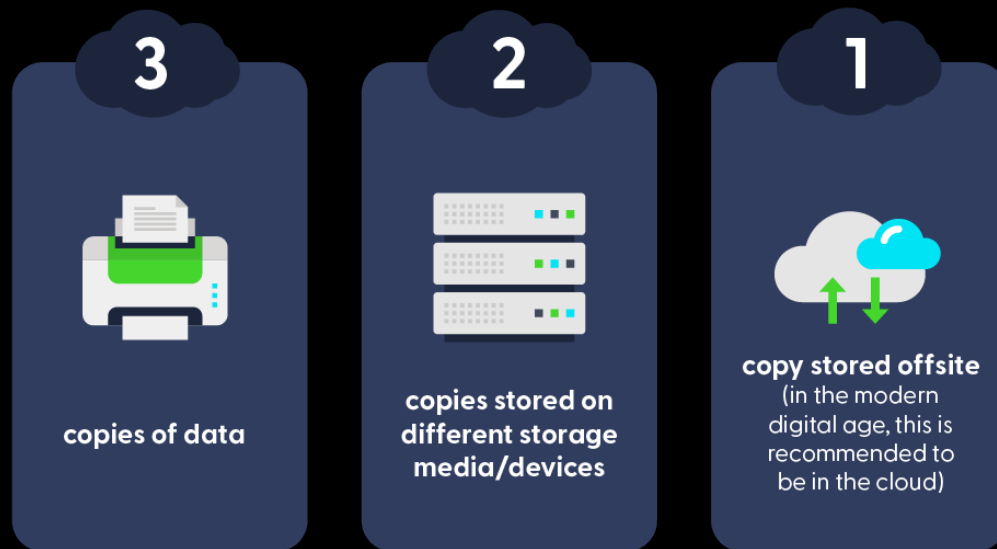 3
copies of data
2
copies stored on
different storage
media/devices
1
copy stored offsite
(in the modern
digital age, this is
recommended to
be in the cloud)